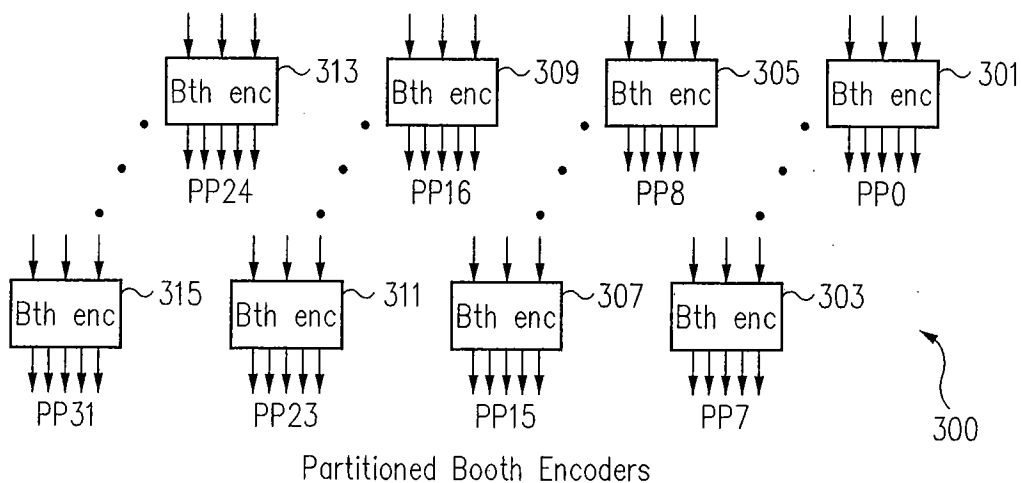 313
309
305
301
Bth enc
Bth enc
Bth enc
Bth enc
PP24
PP16
PP8
PP0
315
311
307
303
Bth enc
Bth enc
Bth enc
Bth enc
PP31
PP23
PP15
PP7
300
Partitioned Booth Encoders